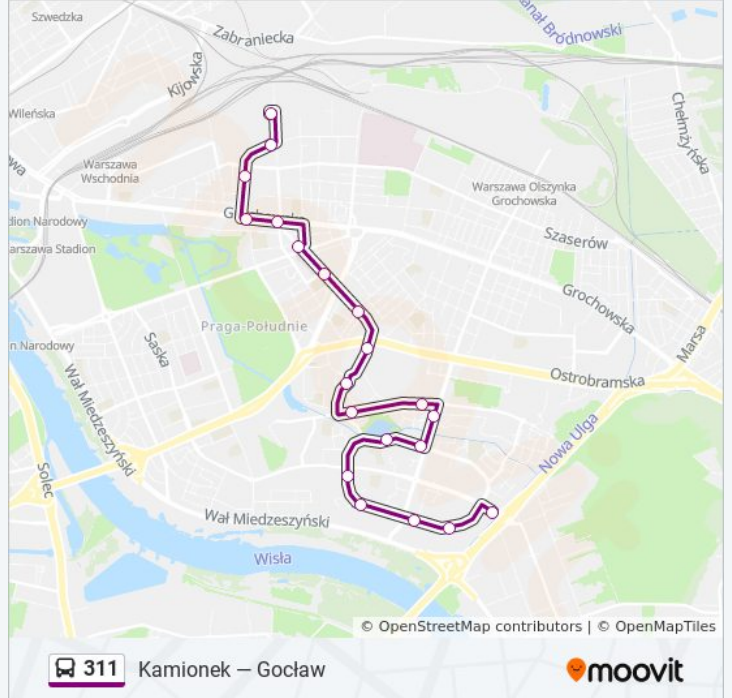 Szwedzka
Kanał Bródnowski
Zabraniecka
Kijowska
Wileńska
Chełmżyńska
owa
Warszawa
Wschodnia
Warszawa Olszynka
Grochowska
dion Narodowy
arszawa Stadion
Szaserów
Grochowska
Praga-Południe
n Narodowy
Saska
Marsa
Ostrobramska
Wał Miedzeszyński
Nowa Ulga
Solec
Wał Miedzeszyński
Wisła
© OpenStreetMap contributors | © OpenMapTiles
311 Kamionek — Gocław
moovit